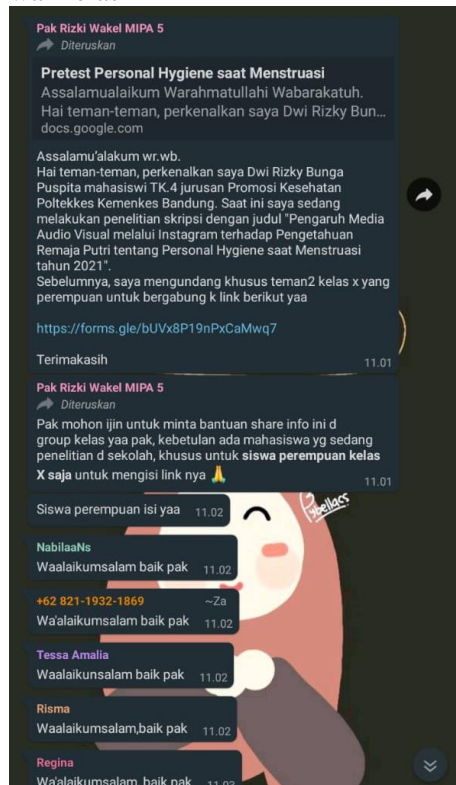 Pak Rizki Wakel MIPA 5
Diteruskan
Pretest Personal Hygiene saat Menstruasi
Assalamualaikum Warahmatullahi Wabarakatuh.
Hai teman-teman, perkenalkan saya Dwi Rizky Bun...
docs.google.com
Assalamu'alakum wr.wb.
Hai teman-teman, perkenalkan saya Dwi Rizky Bunga
Puspita mahasiswi TK.4 jurusan Promosi Kesehatan
Poltekkes Kemenkes Bandung. Saat ini saya sedang
melakukan penelitian skripsi dengan judul "Pengaruh Media
Audio Visual melalui Instagram terhadap Pengetahuan
Remaja Putri tentang Personal Hygiene saat Menstruasi
tahun 2021".
Sebelumnya, saya mengundang khusus teman2 kelas x yang
perempuan untuk bergabung k link berikut yaa
https://forms.gle/bUVx8P19nPxCaMwq7
Terimakasih 11.01
Pak Rizki Wakel MIPA 5
Diteruskan
Pak mohon ijin untuk minta bantuan share info ini d
group kelas yaa pak, kebetulan ada mahasiswa yg sedang
penelitian d sekolah, khusus untuk siswa perempuan kelas
X saja untuk mengisi link nya 🙏 11.01
Siswa perempuan isi yaa 11.02
Pybellacs
NabilaaNs
Waalaikumsalam baik pak 11.02
+62 821-1932-1869 ~Za
Wa'alaikumsalam baik pak 11.02
Tessa Amalia
Waalaikunsalam baik pak 11.02
Risma
Waalaikumsalam,baik pak 11.02
Regina
Wa'alaikumsalam, baik pak 11.03